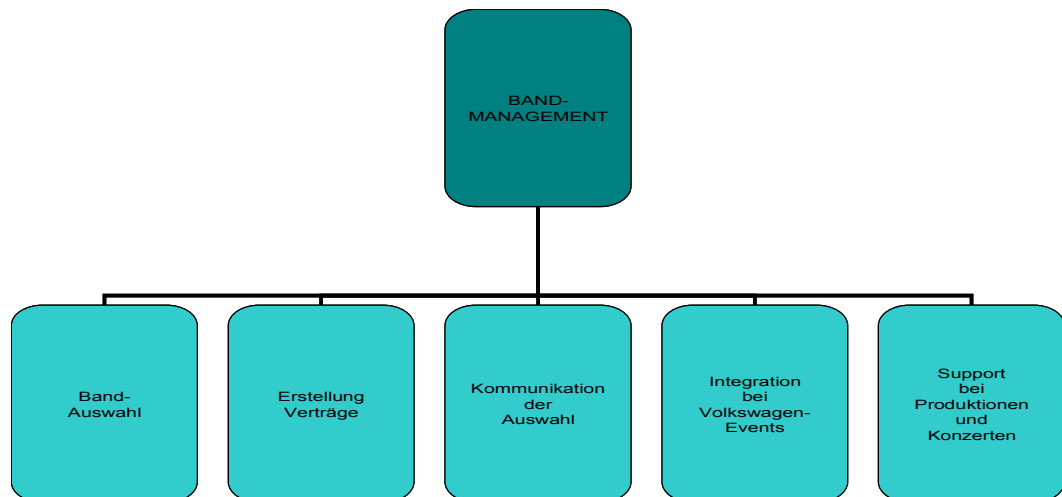 BAND-
MANAGEMENT
Band-
Auswahl
Erstellung
Verträge
Kommunikation
der
Auswahl
Integration
bei
Volkswagen-
Events
Support
bei
Produktionen
und
Konzerten